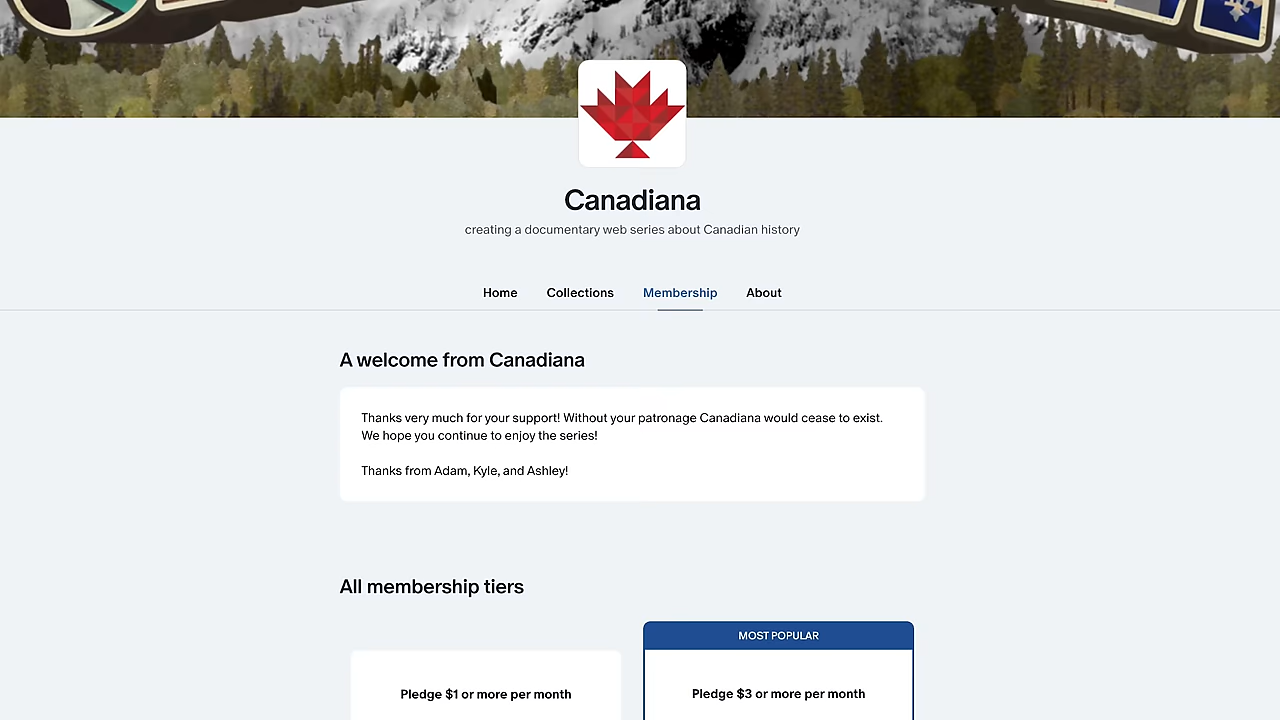 Canadiana
creating a documentary web series about Canadian history
Home Collections Membership About
A welcome from Canadiana
Thanks very much for your support! Without your patronage Canadiana would cease to exist.
We hope you continue to enjoy the series!
Thanks from Adam, Kyle, and Ashley!
All membership tiers
MOST POPULAR
Pledge $1 or more per month
Pledge $3 or more per month